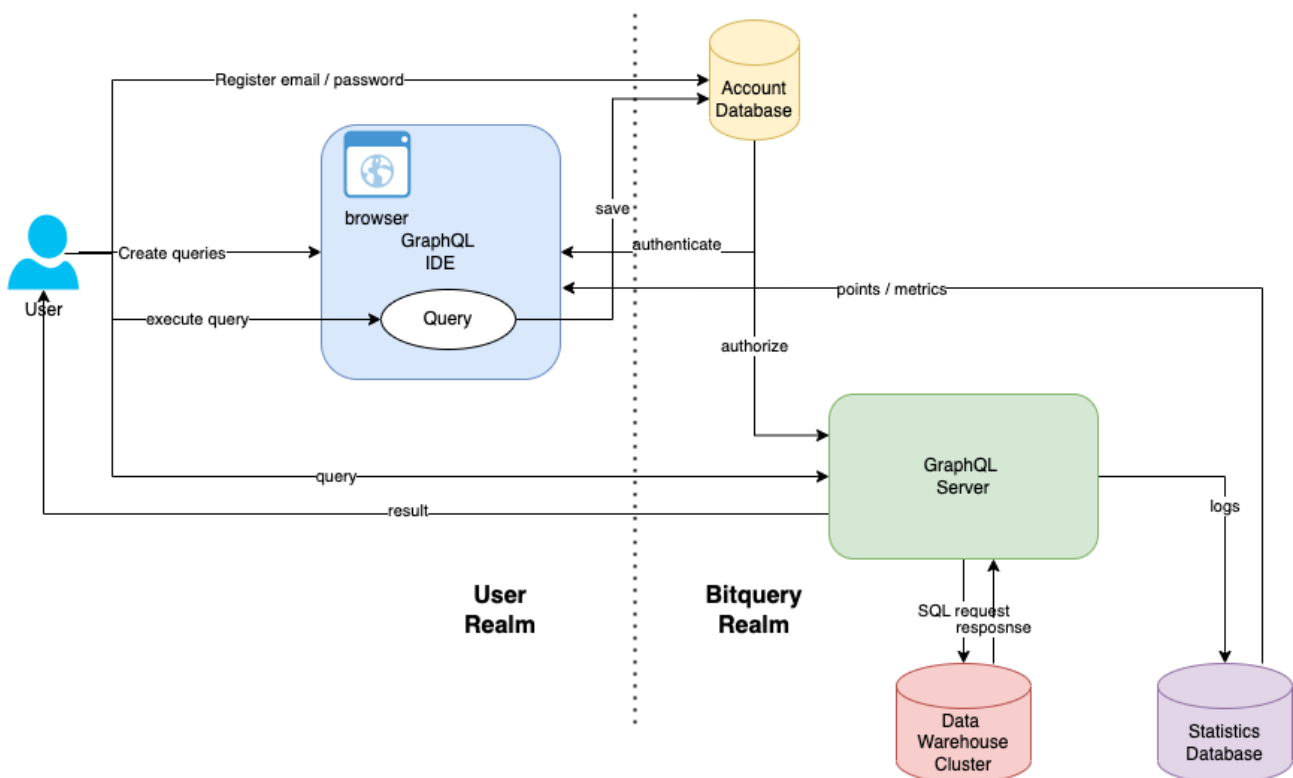 Register email / password
Account
Database
browser
GraphQL
IDE
save
Create queries
authenticate
User
points / metrics
execute query
Query
authorize
GraphQL
Server
query
result
logs
User
Realm
Bitquery
Realm
SQL request
resposnse
Data
Warehouse
Cluster
Statistics
Database